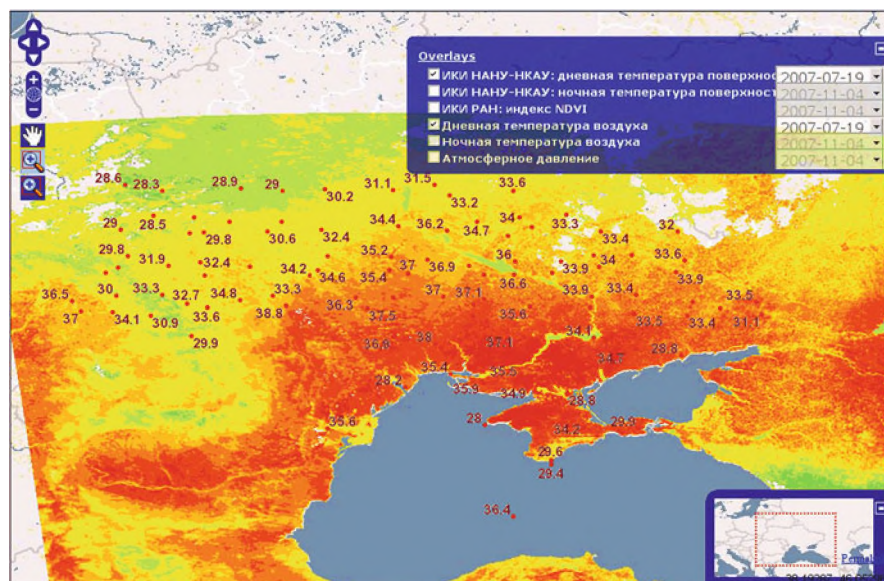 Overlays
ИКИ НАНУ-НКАУ: дневная температура поверхнос 2007-07-19
ИКИ НАНУ-НКАУ: ночная температура поверхност 2007-11-04
ИКИ РАН: индекс NDVI 2007-11-04
Дневная температура воздуха 2007-07-19
Ночная температура воздуха 2007-11-04
Атмосферное давление 2007-11-04
28.6 28.3 28.9 29 30.2 31.1 31.5 33.2 33.6
29 28.5 29.8 30.6 32.4 34.4 36.2 34.7 34 33.3 33.4 32
29.8 31.9 32.4 34.2 34.6 35.2 35.4 37 36.9 36 36.6 33.9 34 33.6 33.9
36.5 30 33.3 32.7 34.8 33.3 36.3 37 37.1 33.9 33.4 33.5
37 34.1 30.9 33.6 38.8 37.5 35.6 34.1 33.5 33.4 31.1
29.9 38 37.1 28.8
35.4 35.5
28.2 35.9 34.9 28.8
35.6 28 34.2 29.9
29.6
29.4
36.4